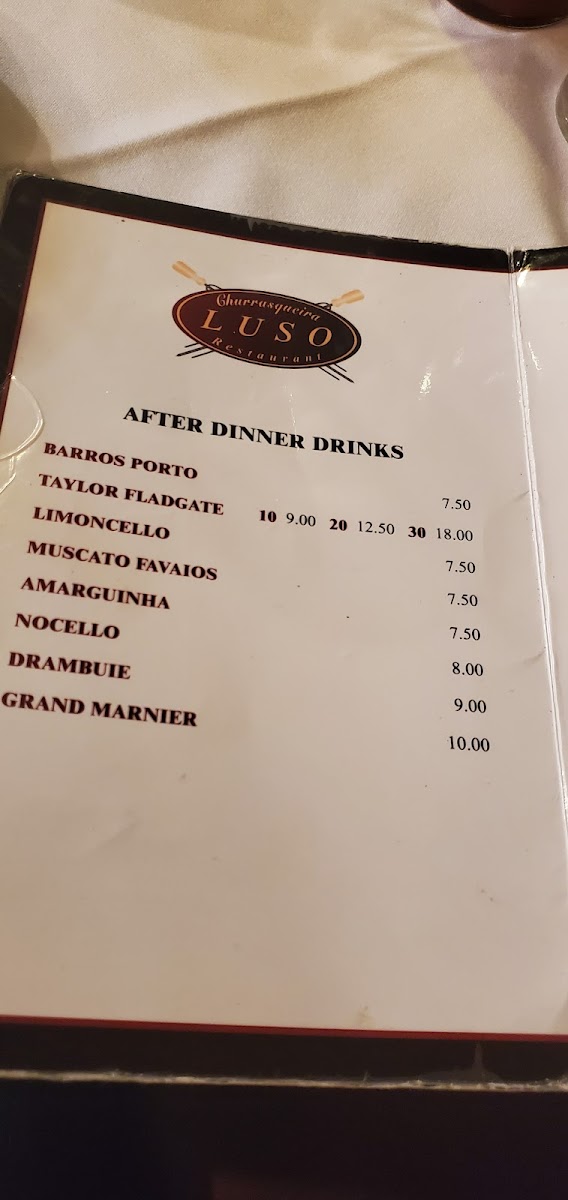 Churrasqueira
LUSO
Restaurant
AFTER DINNER DRINKS
BARROS PORTO 7.50
TAYLOR FLADGATE 10 9.00 20 12.50 30 18.00
LIMONCELLO 7.50
MUSCATO FAVAIOS 7.50
AMARGUINHA 7.50
NOCELLO 8.00
DRAMBUIE 9.00
GRAND MARNIER 10.00